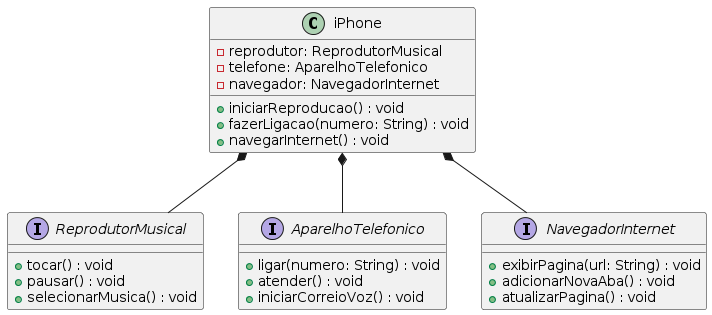 C iPhone
reprodutor: ReprodutorMusical
telefone: AparelhoTelefonico
navegador: NavegadorInternet
iniciarReproducao() : void
fazerLigacao(numero: String) : void
navegarInternet() : void
I ReprodutorMusical
tocar() : void
pausar() : void
selecionarMusica() : void
I AparelhoTelefonico
ligar(numero: String) : void
atender() : void
iniciarCorreioVoz() : void
I NavegadorInternet
exibirPagina(url: String) : void
adicionarNovaAba() : void
atualizarPagina() : void